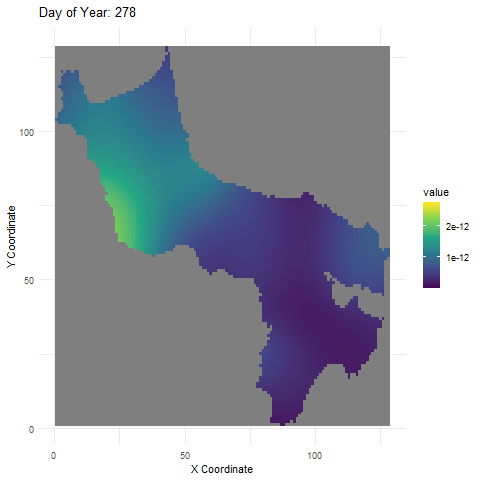 Day of Year: 278
100
50
0
Y Coordinate
0
50
100
X Coordinate
value
2e-12
1e-12